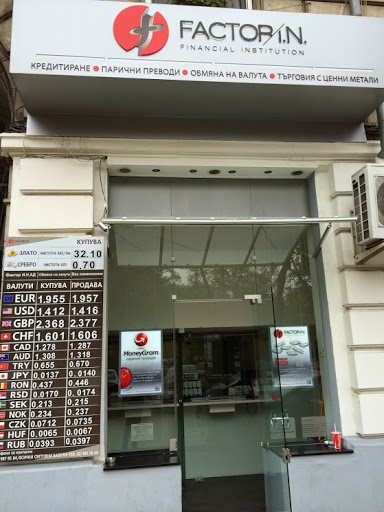 FACTOR i.N.
FINANCIAL INSTITUTION
КРЕДИТИРАНЕ • ПАРИЧНИ ПРЕВОДИ • ОБМЯНА НА ВАЛУТА • ТЪРГОВИЯ С ЦЕННИ МЕТАЛИ
КУПУВА
ЗЛАТО 32.10
СРЕБРО 0,70
ВАЛУТИ КУПУВА ПРОДАВА
EUR 1.955 1.957
USD 1.412 1.416
GBP 2.368 2.377
CHF 1.601 1.606
CAD 1.278 1.287
AUD 1.308 1.318
TRY 0.655 0.670
JPY 0.0137 0.0140
RON 0.437 0.446
RSD 0.0170 0.0174
SEK 0.213 0.215
NOK 0.234 0.237
CZK 0.0712 0.0735
HUF 0.0065 0.0067
RUB 0.0393 0.0397
MoneyGram
FACTOR i.N.